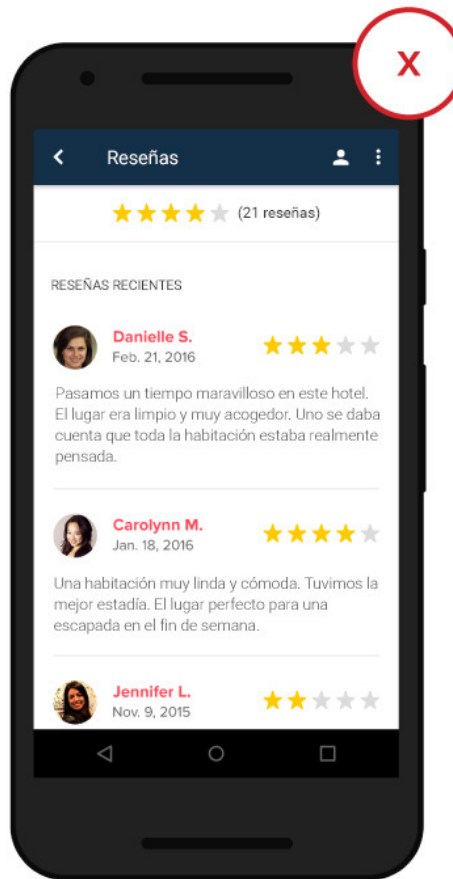 X
Reseñas
(21 reseñas)
RESEÑAS RECIENTES
Danielle S.
Feb. 21, 2016
Pasamos un tiempo maravilloso en este hotel.
El lugar era limpio y muy acogedor. Uno se daba
cuenta que toda la habitación estaba realmente
pensada.
Carolynn M.
Jan. 18, 2016
Una habitación muy linda y cómoda. Tuvimos la
mejor estadía. El lugar perfecto para una
escapada en el fin de semana.
Jennifer L.
Nov. 9, 2015